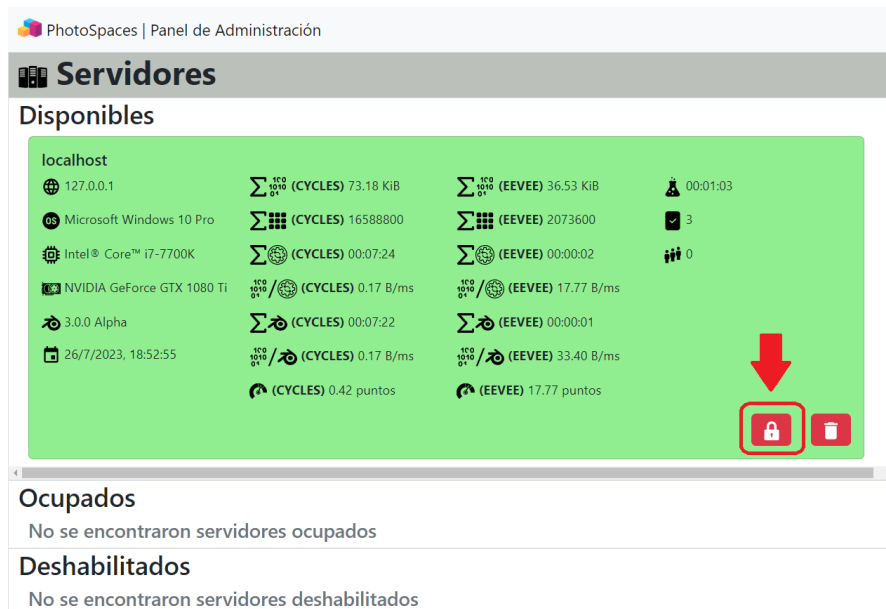 PhotoSpaces | Panel de Administración
Servidores
Disponibles
localhost
127.0.0.1
(CYCLES) 73.18 KiB
(EEVEE) 36.53 KiB
00:01:03
Microsoft Windows 10 Pro
(CYCLES) 16588800
(EEVEE) 2073600
3
Intel® Core™ i7-7700K
(CYCLES) 00:07:24
(EEVEE) 00:00:02
0
NVIDIA GeForce GTX 1080 Ti
(CYCLES) 0.17 B/ms
(EEVEE) 17.77 B/ms
3.0.0 Alpha
(CYCLES) 00:07:22
(EEVEE) 00:00:01
26/7/2023, 18:52:55
(CYCLES) 0.17 B/ms
(EEVEE) 33.40 B/ms
(CYCLES) 0.42 puntos
(EEVEE) 17.77 puntos
Ocupados
No se encontraron servidores ocupados
Deshabilitados
No se encontraron servidores deshabilitados